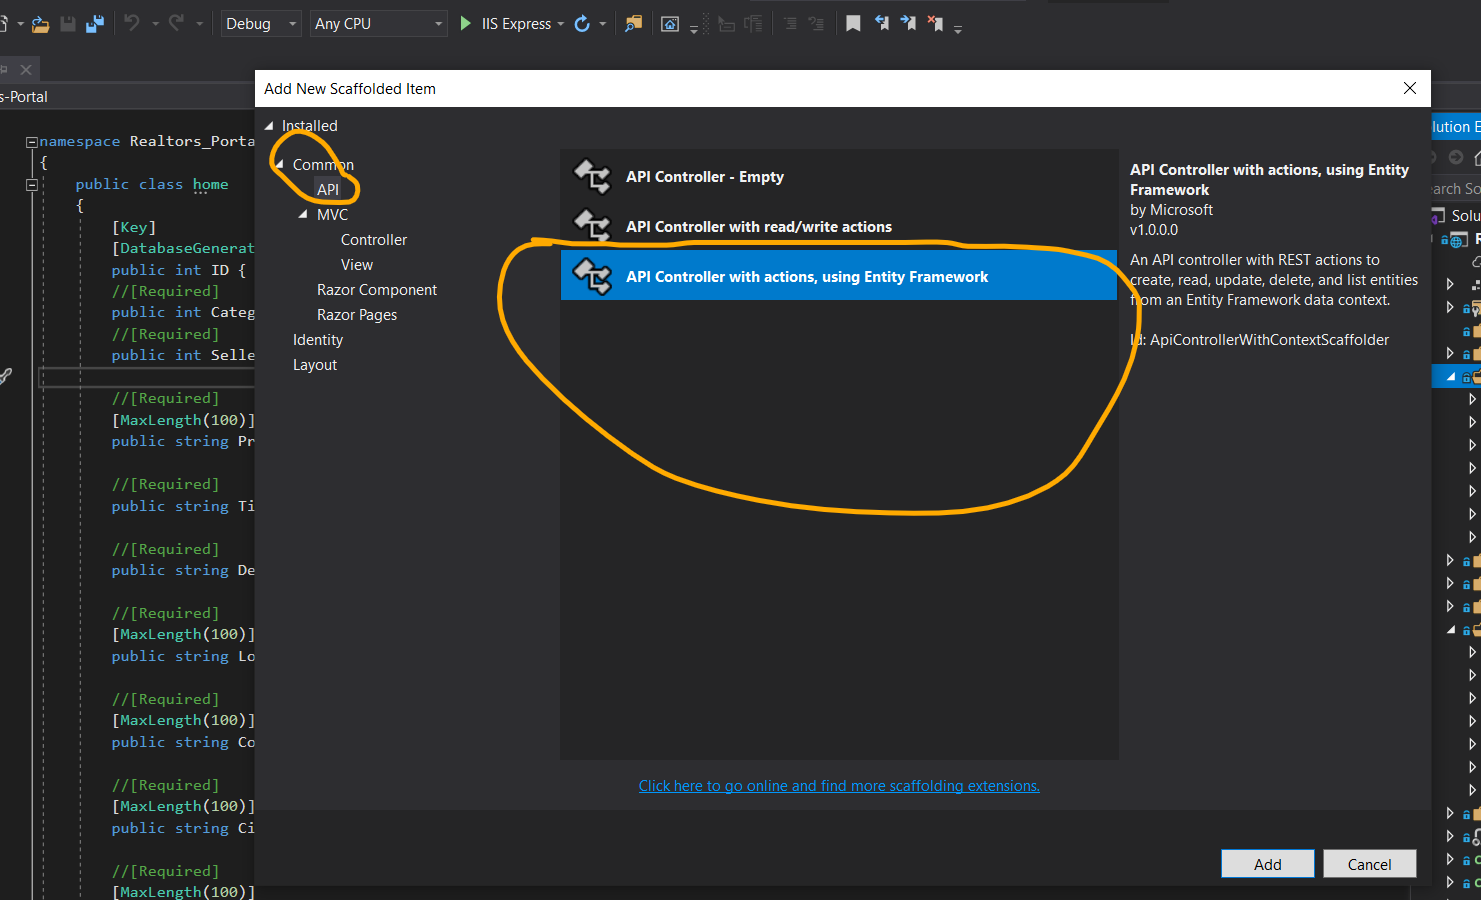 Debug
Any CPU
IIS Express
s-Portal
namespace Realtors_Porta
{
public class home
{
[Key]
[DatabaseGenerat
public int ID {
//[Required]
public int Categ
//[Required]
public int Selle
//[Required]
[MaxLength(100)]
public string Pr
//[Required]
public string Ti
//[Required]
public string De
//[Required]
[MaxLength(100)]
public string Lo
//[Required]
[MaxLength(100)]
public string Co
//[Required]
[MaxLength(100)]
public string Ci
//[Required]
[MaxLength(100)]
Add New Scaffolded Item
Installed
Common
API
MVC
Controller
View
Razor Component
Razor Pages
Identity
Layout
API Controller - Empty
API Controller with read/write actions
API Controller with actions, using Entity Framework
Click here to go online and find more scaffolding extensions.
API Controller with actions, using Entity
Framework
by Microsoft
v1.0.0.0
An API controller with REST actions to
create, read, update, delete, and list entities
from an Entity Framework data context.
Id: ApiControllerWithContextScaffolder
Add
Cancel
lution E
earch So
Solu
R